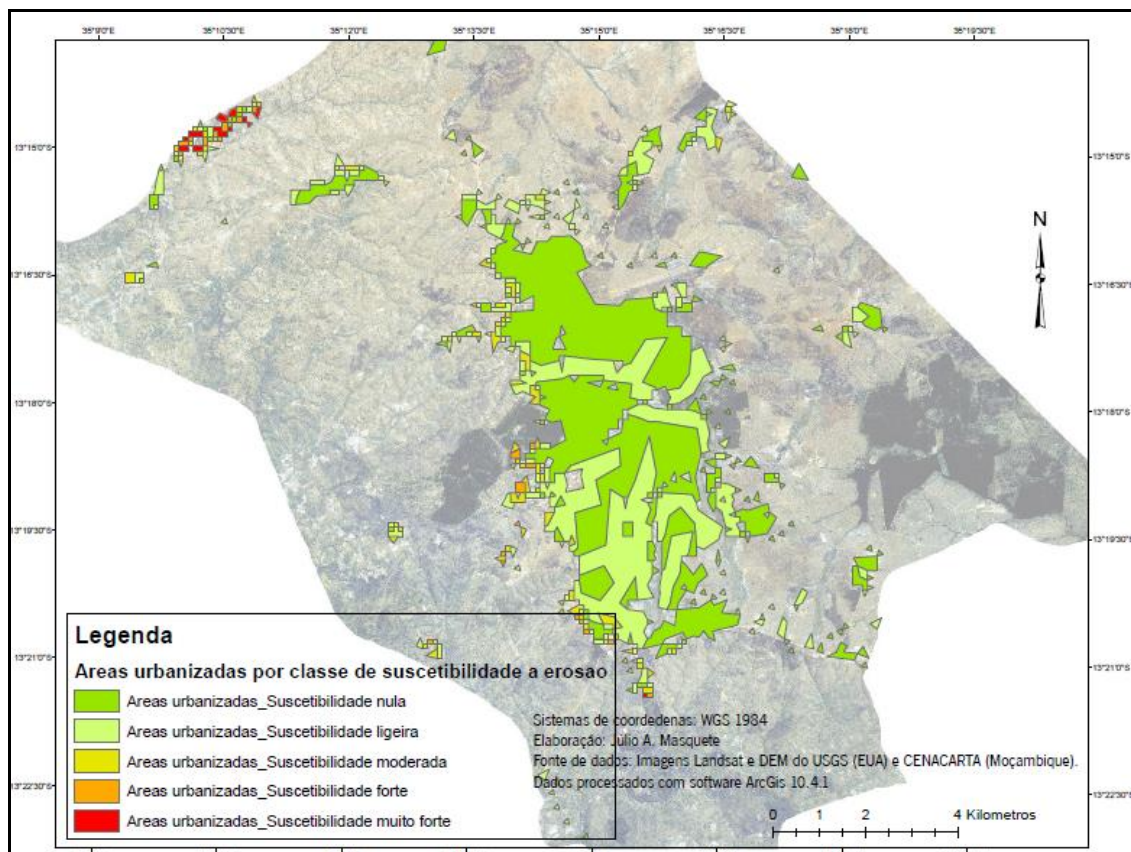 35°9'0"E 35°10'30"E 35°12'0"E 35°13'30"E 35°15'0"E 35°16'30"E 35°18'0"E 35°19'30"E
13°15'0"S 13°15'0"S
N
13°16'30"S 13°16'30"S
13°18'0"S 13°18'0"S
13°19'30"S 13°19'30"S
13°21'0"S 13°21'0"S
13°22'30"S 13°22'30"S
Legenda
Areas urbanizadas por classe de suscetibilidade a erosao
Areas urbanizadas_Suscetibilidade nula
Areas urbanizadas_Suscetibilidade ligeira
Areas urbanizadas_Suscetibilidade moderada
Areas urbanizadas_Suscetibilidade forte
Areas urbanizadas_Suscetibilidade muito forte
Sistemas de coordedenas: WGS 1984
Elaboração: Júlio A. Masquete
Fonte de dados: Imagens Landsat e DEM do USGS (EUA) e CENACARTA (Moçambique).
Dados processados com software ArcGis 10.4.1
0 1 2 4 Kilometros